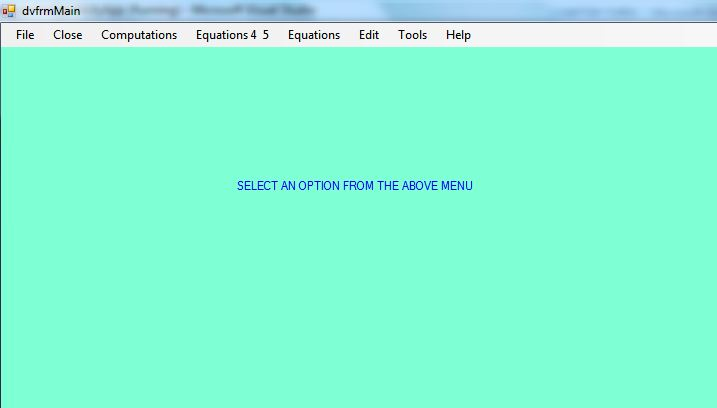 dvfrmMain
File Close Computations Equations 4 5 Equations Edit Tools Help
SELECT AN OPTION FROM THE ABOVE MENU